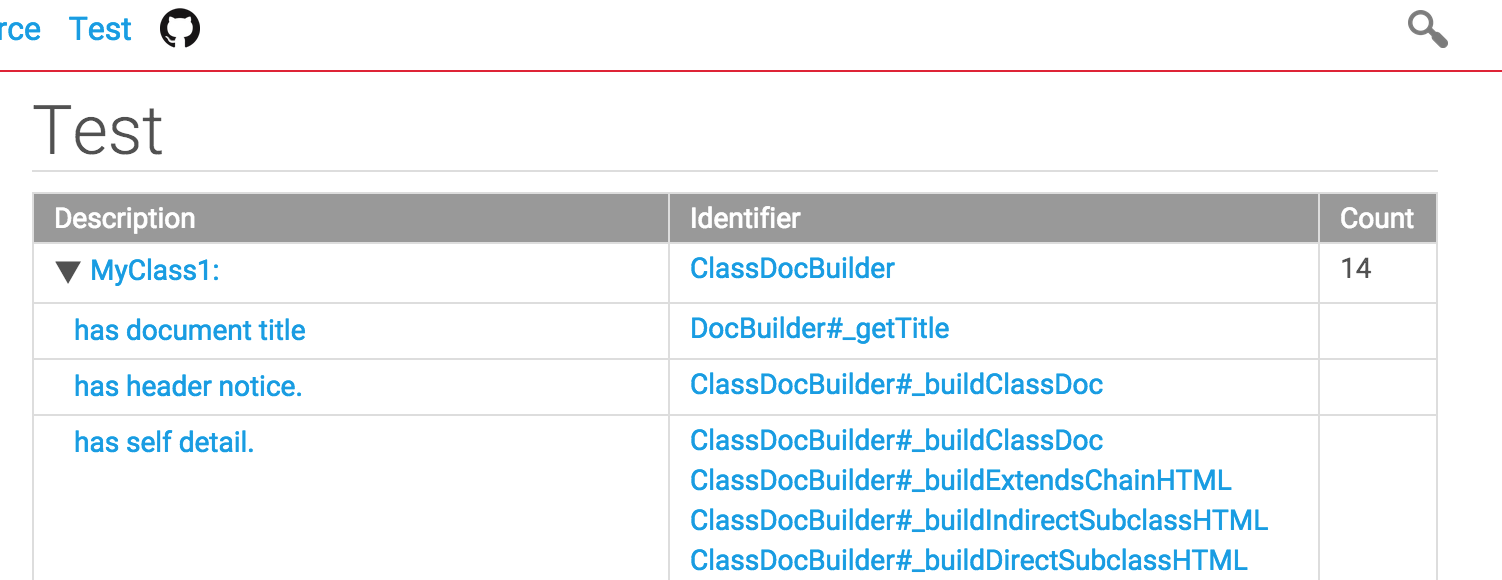 rce Test
Test
Description Identifier Count
MyClass1: ClassDocBuilder 14
has document title DocBuilder#_getTitle
has header notice. ClassDocBuilder#_buildClassDoc
has self detail. ClassDocBuilder#_buildClassDoc
ClassDocBuilder#_buildExtendsChainHTML
ClassDocBuilder#_buildIndirectSubclassHTML
ClassDocBuilder#_buildDirectSubclassHTML